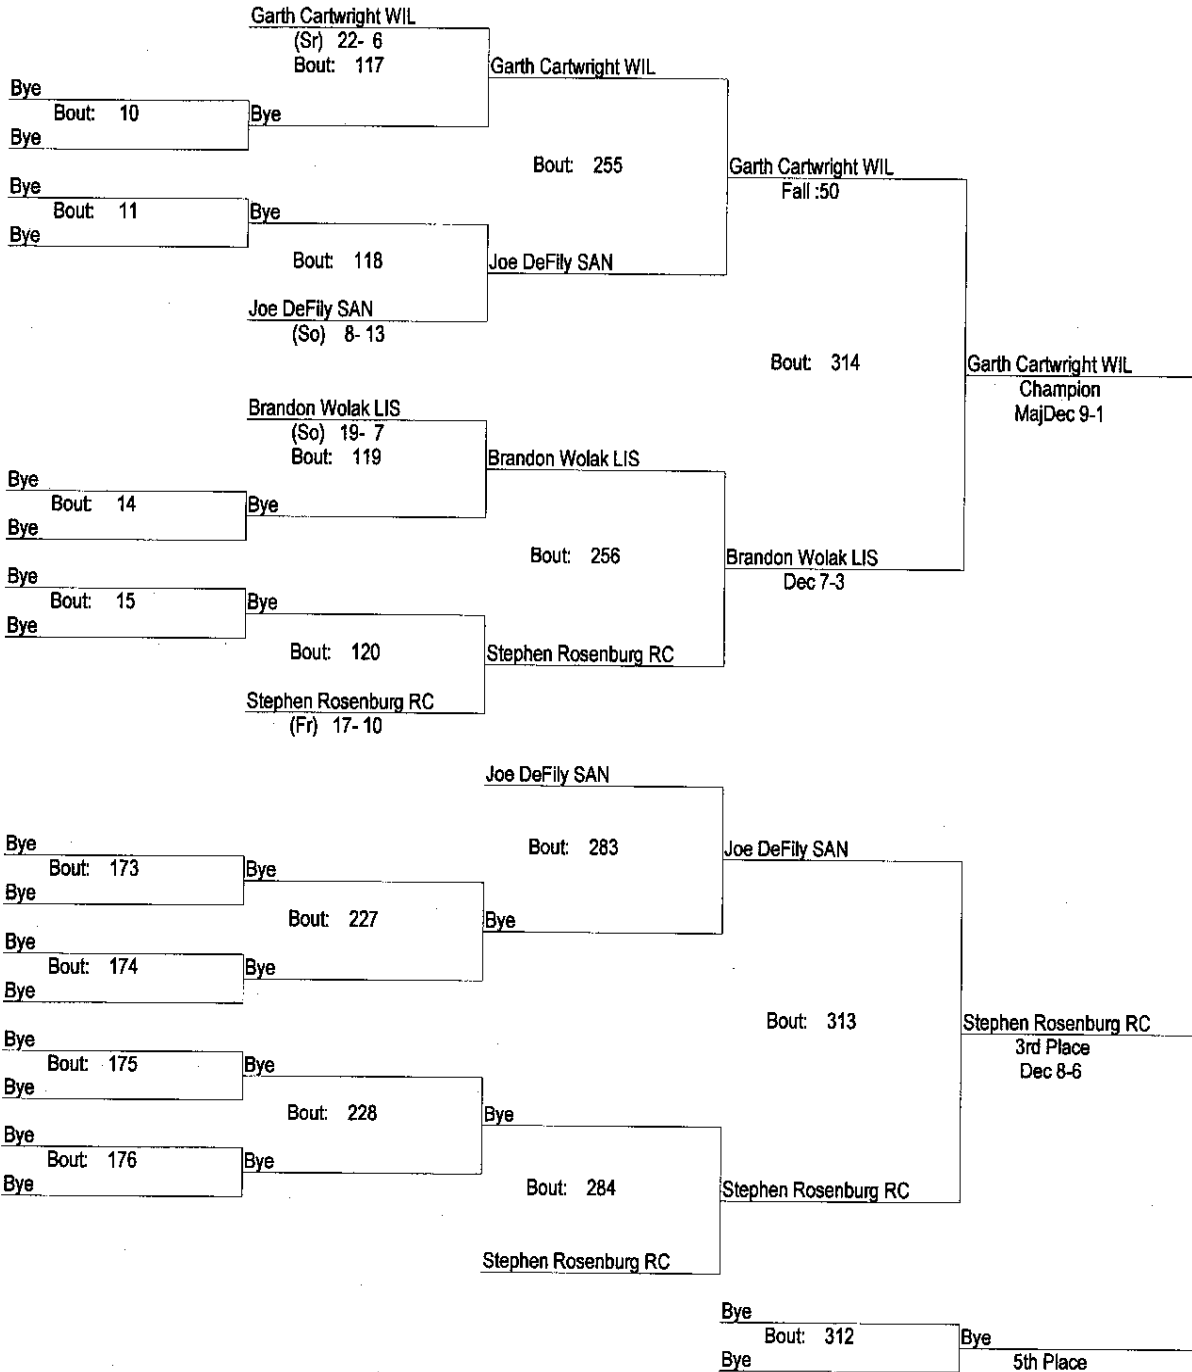 Garth Cartwright WIL
(Sr) 22- 6
Bout: 117
Garth Cartwright WIL
Bye
Bout: 10
Bye
Bye
Bout: 255
Garth Cartwright WIL
Fall :50
Bye
Bout: 11
Bye
Bye
Bout: 118
Joe DeFily SAN
Joe DeFily SAN
(So) 8- 13
Bout: 314
Garth Cartwright WIL
Champion
MajDec 9-1
Brandon Wolak LIS
(So) 19- 7
Bout: 119
Brandon Wolak LIS
Bye
Bout: 14
Bye
Bye
Bout: 256
Brandon Wolak LIS
Dec 7-3
Bye
Bout: 15
Bye
Bye
Bout: 120
Stephen Rosenburg RC
Stephen Rosenburg RC
(Fr) 17- 10
Joe DeFily SAN
Bout: 283
Joe DeFily SAN
Bye
Bout: 173
Bye
Bye
Bout: 227
Bye
Bye
Bout: 174
Bye
Bye
Bout: 313
Stephen Rosenburg RC
3rd Place
Dec 8-6
Bye
Bout: 175
Bye
Bye
Bout: 228
Bye
Bye
Bout: 176
Bye
Bye
Bout: 284
Stephen Rosenburg RC
Stephen Rosenburg RC
Bye
Bout: 312
Bye
Bye
5th Place